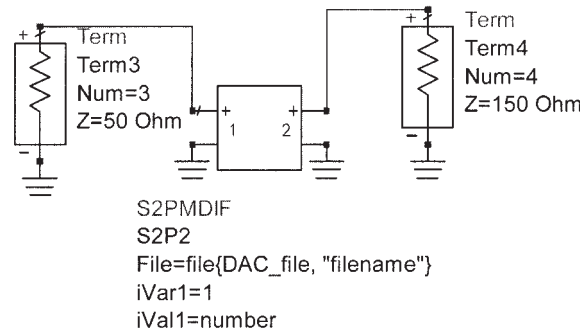 + Term
Term3
Num=3
Z=50 Ohm
-
+ Term
Term4
Num=4
Z=150 Ohm
-
+ +
1 2
S2PMDIF
S2P2
File=file{DAC_file, "filename"}
iVar1=1
iVal1=number